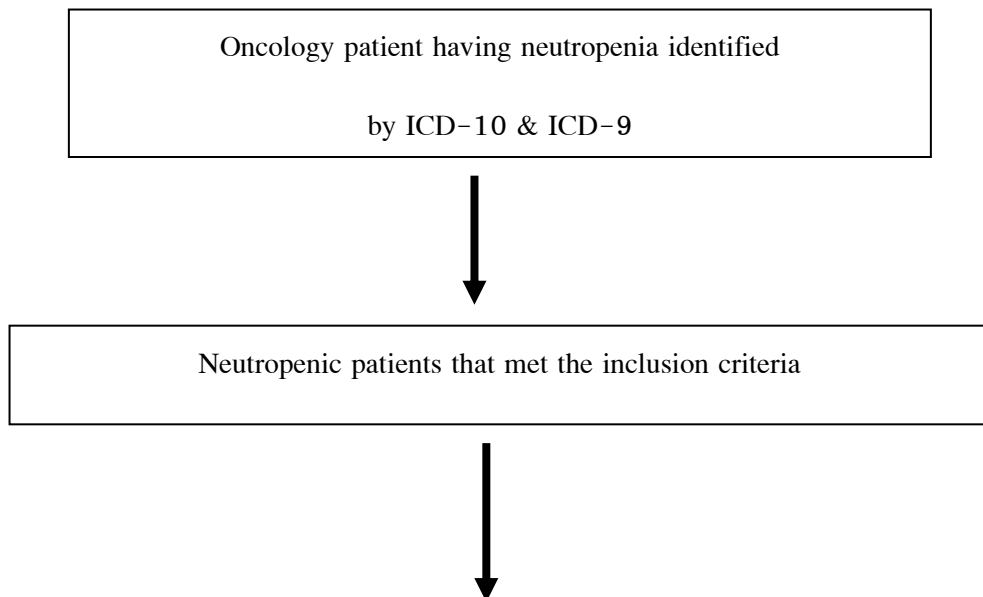 Oncology patient having neutropenia identified
by ICD-10 & ICD-9
Neutropenic patients that met the inclusion criteria